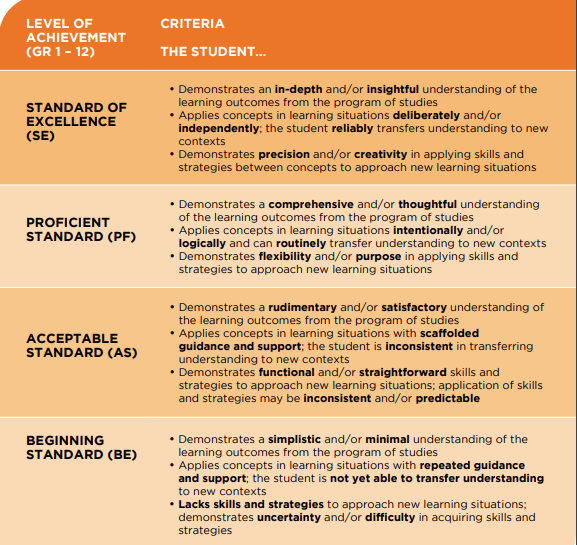 LEVEL OF
ACHIEVEMENT
(GR 1 – 12)
CRITERIA
THE STUDENT...
STANDARD OF
EXCELLENCE
(SE)
• Demonstrates an in-depth and/or insightful understanding of the
learning outcomes from the program of studies
• Applies concepts in learning situations deliberately and/or
independently; the student reliably transfers understanding to new
contexts
• Demonstrates precision and/or creativity in applying skills and
strategies between concepts to approach new learning situations
PROFICIENT
STANDARD (PF)
• Demonstrates a comprehensive and/or thoughtful understanding
of the learning outcomes from the program of studies
• Applies concepts in learning situations intentionally and/or
logically and can routinely transfer understanding to new contexts
• Demonstrates flexibility and/or purpose in applying skills and
strategies to approach new learning situations
ACCEPTABLE
STANDARD (AS)
• Demonstrates a rudimentary and/or satisfactory understanding of
the learning outcomes from the program of studies
• Applies concepts in learning situations with scaffolded
guidance and support; the student is inconsistent in transferring
understanding to new contexts
• Demonstrates functional and/or straightforward skills and
strategies to approach new learning situations; application of skills
and strategies may be inconsistent and/or predictable
BEGINNING
STANDARD (BE)
• Demonstrates a simplistic and/or minimal understanding of the
learning outcomes from the program of studies
• Applies concepts in learning situations with repeated guidance
and support; the student is not yet able to transfer understanding
to new contexts
• Lacks skills and strategies to approach new learning situations;
demonstrates uncertainty and/or difficulty in acquiring skills and
strategies